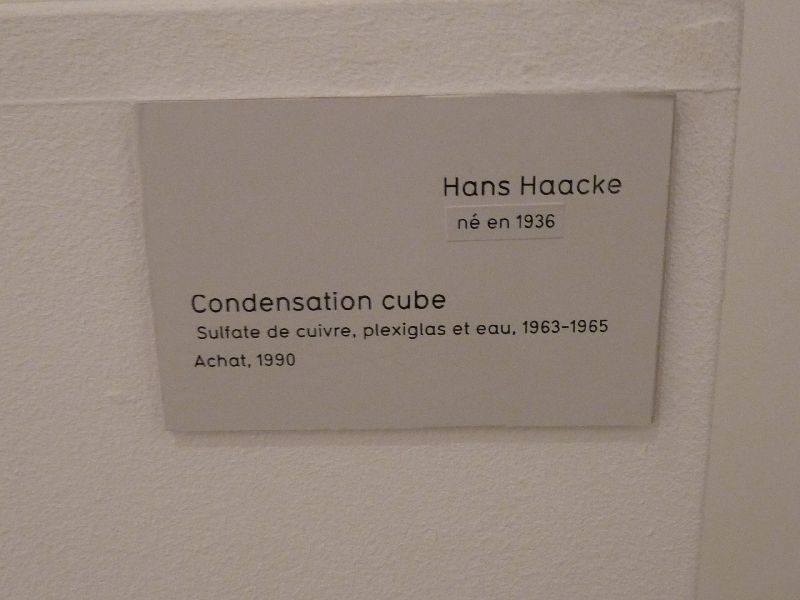 Hans Haacke
né en 1936
Condensation cube
Sulfate de cuivre, plexiglas et eau, 1963-1965
Achat, 1990